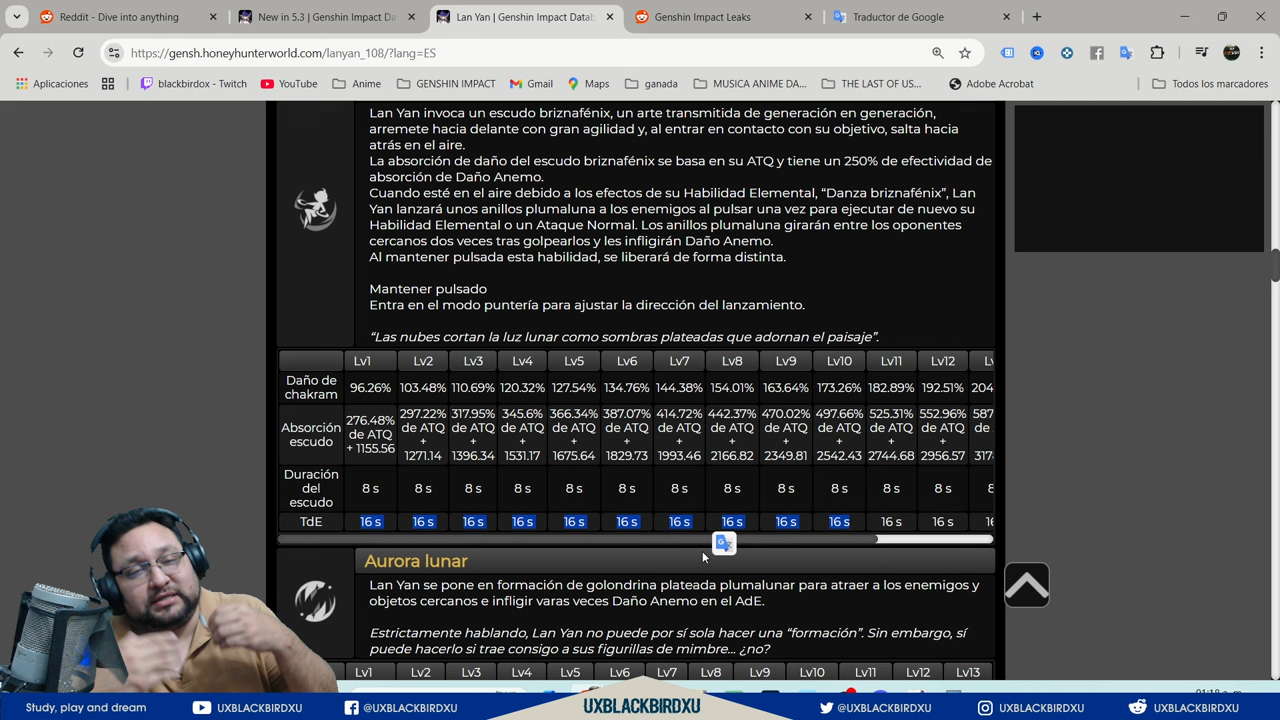 Reddit - Dive into anything
New in 5.3 | Genshin Impact Da
Lan Yan | Genshin Impact Datab
Genshin Impact Leaks
Traductor de Google
https://gensh.honeyhunterworld.com/lanyan_108/?lang=ES
Aplicaciones
blackbirdox - Twitch
YouTube
Anime
GENSHIN IMPACT
Gmail
Maps
ganada
MUSICA ANIME DA...
THE LAST OF US...
Adobe Acrobat
Todos los marcadores
Lan Yan invoca un escudo briznafénix, un arte transmitida de generación en generación,
arremete hacia delante con gran agilidad y, al entrar en contacto con su objetivo, salta hacia
atrás en el aire.
La absorción de daño del escudo briznafénix se basa en su ATQ y tiene un 250% de efectividad de
absorción de Daño Anemo.
Cuando esté en el aire debido a los efectos de su Habilidad Elemental, “Danza briznafénix”, Lan
Yan lanzará unos anillos plumaluna a los enemigos al pulsar una vez para ejecutar de nuevo su
Habilidad Elemental o un Ataque Normal. Los anillos plumaluna girarán entre los oponentes
cercanos dos veces tras golpearlos y les infligirán Daño Anemo.
Al mantener pulsada esta habilidad, se liberará de forma distinta.
Mantener pulsado
Entra en el modo puntería para ajustar la dirección del lanzamiento.
“Las nubes cortan la luz lunar como sombras plateadas que adornan el paisaje”.
Lv1 Lv2 Lv3 Lv4 Lv5 Lv6 Lv7 Lv8 Lv9 Lv10 Lv11 Lv12 Lv
Daño de chakram 96.26% 103.48% 110.69% 120.32% 127.54% 134.76% 144.38% 154.01% 163.64% 173.26% 182.89% 192.51% 204
Absorción escudo 276.48% de ATQ + 1155.56 297.22% de ATQ + 1271.14 317.95% de ATQ + 1396.34 345.6% de ATQ + 1531.17 366.34% de ATQ + 1675.64 387.07% de ATQ + 1829.73 414.72% de ATQ + 1993.46 442.37% de ATQ + 2166.82 470.02% de ATQ + 2349.81 497.66% de ATQ + 2542.43 525.31% de ATQ + 2744.68 552.96% de ATQ + 2956.57 587 de 317
Duración del escudo 8 s 8 s 8 s 8 s 8 s 8 s 8 s 8 s 8 s 8 s 8 s 8 s 8
TdE 16 s 16 s 16 s 16 s 16 s 16 s 16 s 16 s 16 s 16 s 16 s 16 s 16
Aurora lunar
Lan Yan se pone en formación de golondrina plateada plumalunar para atraer a los enemigos y
objetos cercanos e infligir varas veces Daño Anemo en el AdE.
Estrictamente hablando, Lan Yan no puede por sí sola hacer una “formación”. Sin embargo, sí
puede hacerlo si trae consigo a sus figurillas de mimbre... ¿no?
Lv1 Lv2 Lv3 Lv4 Lv5 Lv6 Lv7 Lv8 Lv9 Lv10 Lv11 Lv12 Lv13
Study, play and dream
UXBLACKBIRDXU
@UXBLACKBIRDXU
UXBLACKBIRDXU
@UXBLACKBIRDXU
UXBLACKBIRDXU
UXBLACKBIRDXU